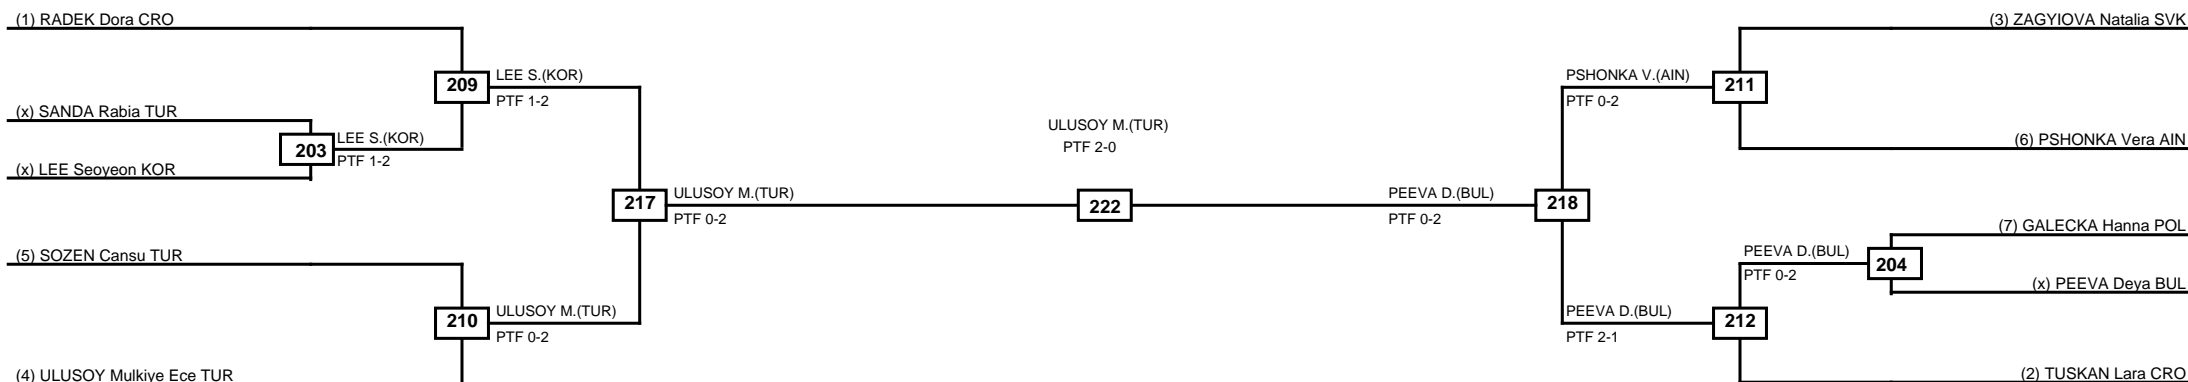 (1) RADEK Dora CRO
(3) ZAGYIOVA Natalia SVK
209
LEE S.(KOR)
PTF 1-2
PSHONKA V.(AIN)
PTF 0-2
211
(x) SANDA Rabia TUR
203
LEE S.(KOR)
PTF 1-2
(x) LEE Seoyeon KOR
ULUSOY M.(TUR)
PTF 2-0
(6) PSHONKA Vera AIN
217
ULUSOY M.(TUR)
PTF 0-2
222
PEEVA D.(BUL)
PTF 0-2
218
(5) SOZEN Cansu TUR
(7) GALECKA Hanna POL
PEEVA D.(BUL)
PTF 0-2
204
(x) PEEVA Deya BUL
210
ULUSOY M.(TUR)
PTF 0-2
PEEVA D.(BUL)
PTF 2-1
212
(4) ULUSOY Mulkiye Ece TUR
(2) TUSKAN Lara CRO